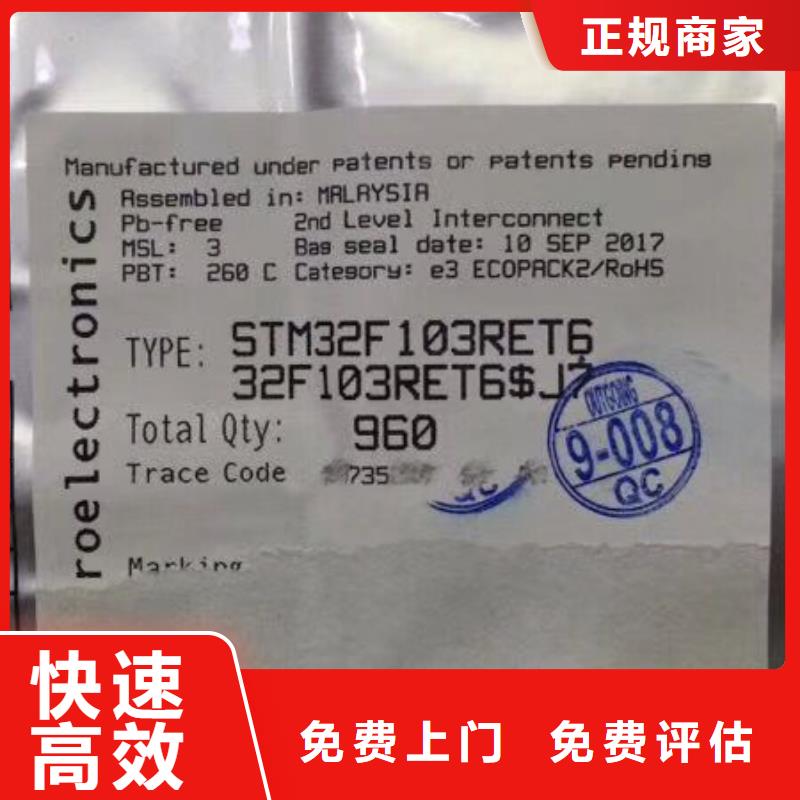 正规商家
Manufactured under patents or patents pending
Assembled in: MALAYSIA
Pb-free 2nd Level Interconnect
MSL: 3 Bag seal date: 10 SEP 2017
PBT: 260 C Category: e3 ECOPACK2/RoHS
TYPE: STM32F103RET6
32F103RET6$J7
Total Qty: 960
Trace Code 735
Marking
roelectronics
OUTGOING
9-008
QC
QC
快速
高效
免费上门 免费评估